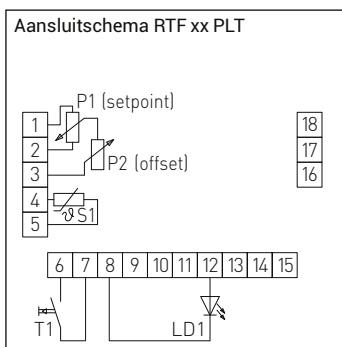 Aansluitschema RTF xx PLT
P1 (setpoint)
1
18
2
17
3
P2 (offset)
16
4
ϑ S1
5
6 7 8 9 10 11 12 13 14 15
T1
LD1